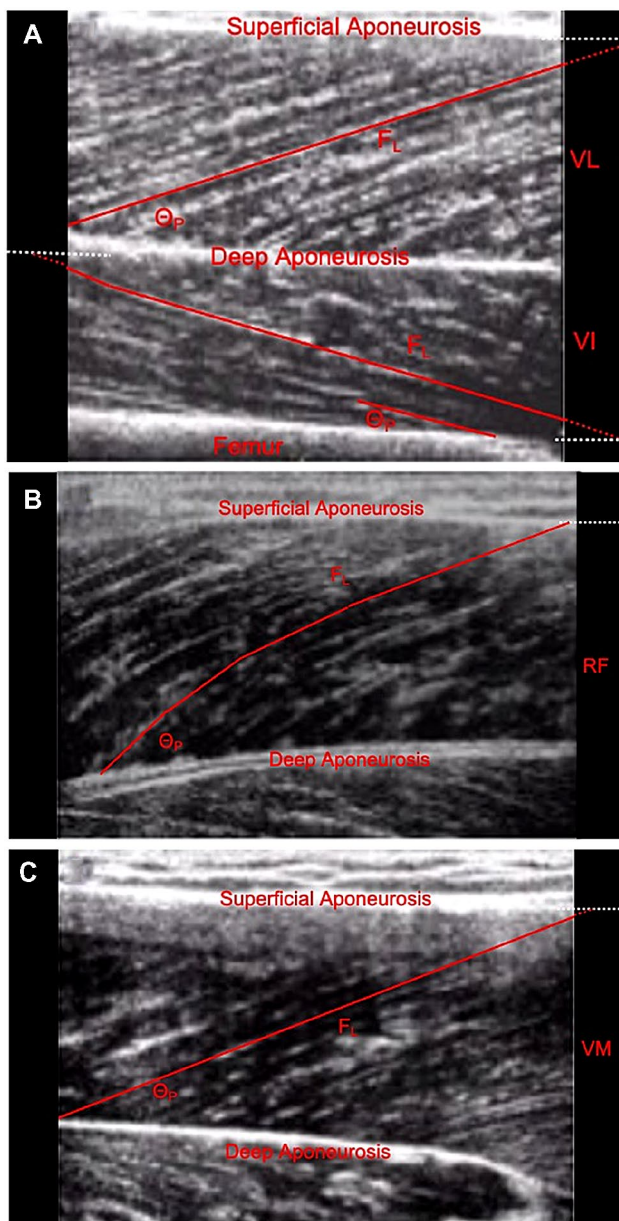 A
Superficial Aponeurosis
FL
VL
ΘP
Deep Aponeurosis
VI
FL
ΘP
Femur
B
Superficial Aponeurosis
FL
RF
ΘP
Deep Aponeurosis
C
Superficial Aponeurosis
FL
VM
ΘP
Deep Aponeurosis